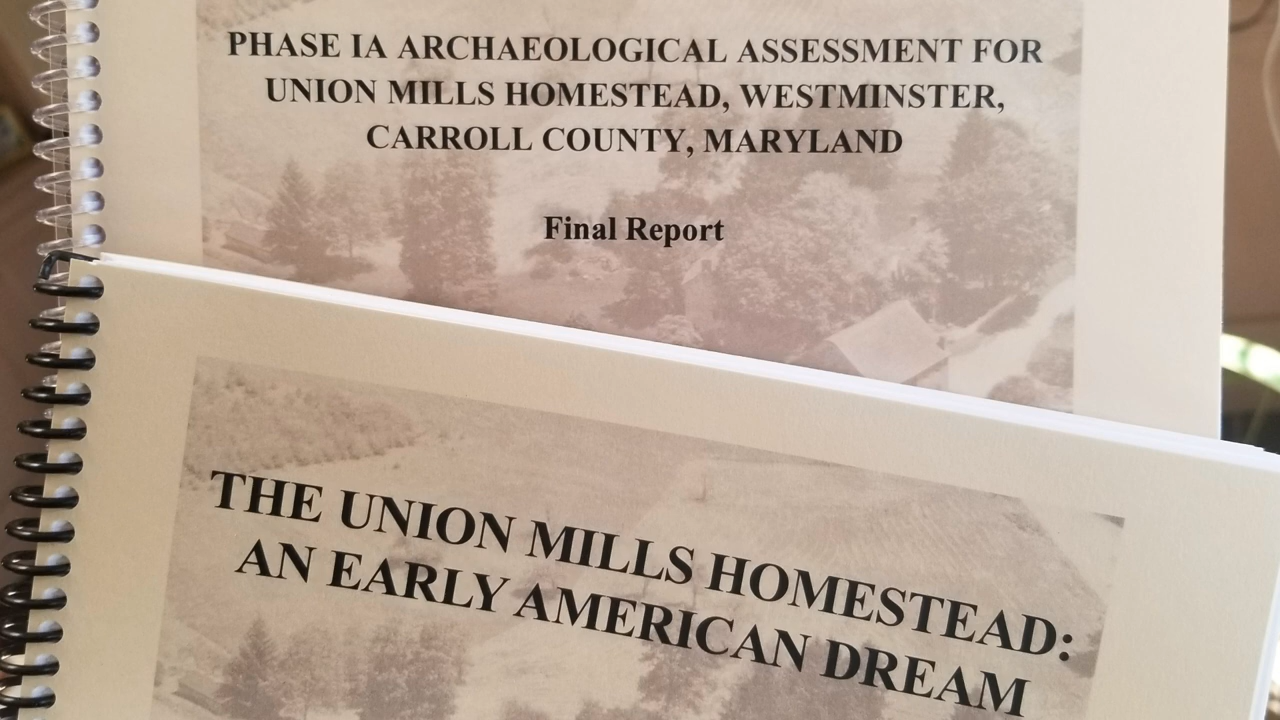 PHASE IA ARCHAEOLOGICAL ASSESSMENT FOR
UNION MILLS HOMESTEAD, WESTMINSTER,
CARROLL COUNTY, MARYLAND
Final Report
THE UNION MILLS HOMESTEAD:
AN EARLY AMERICAN DREAM